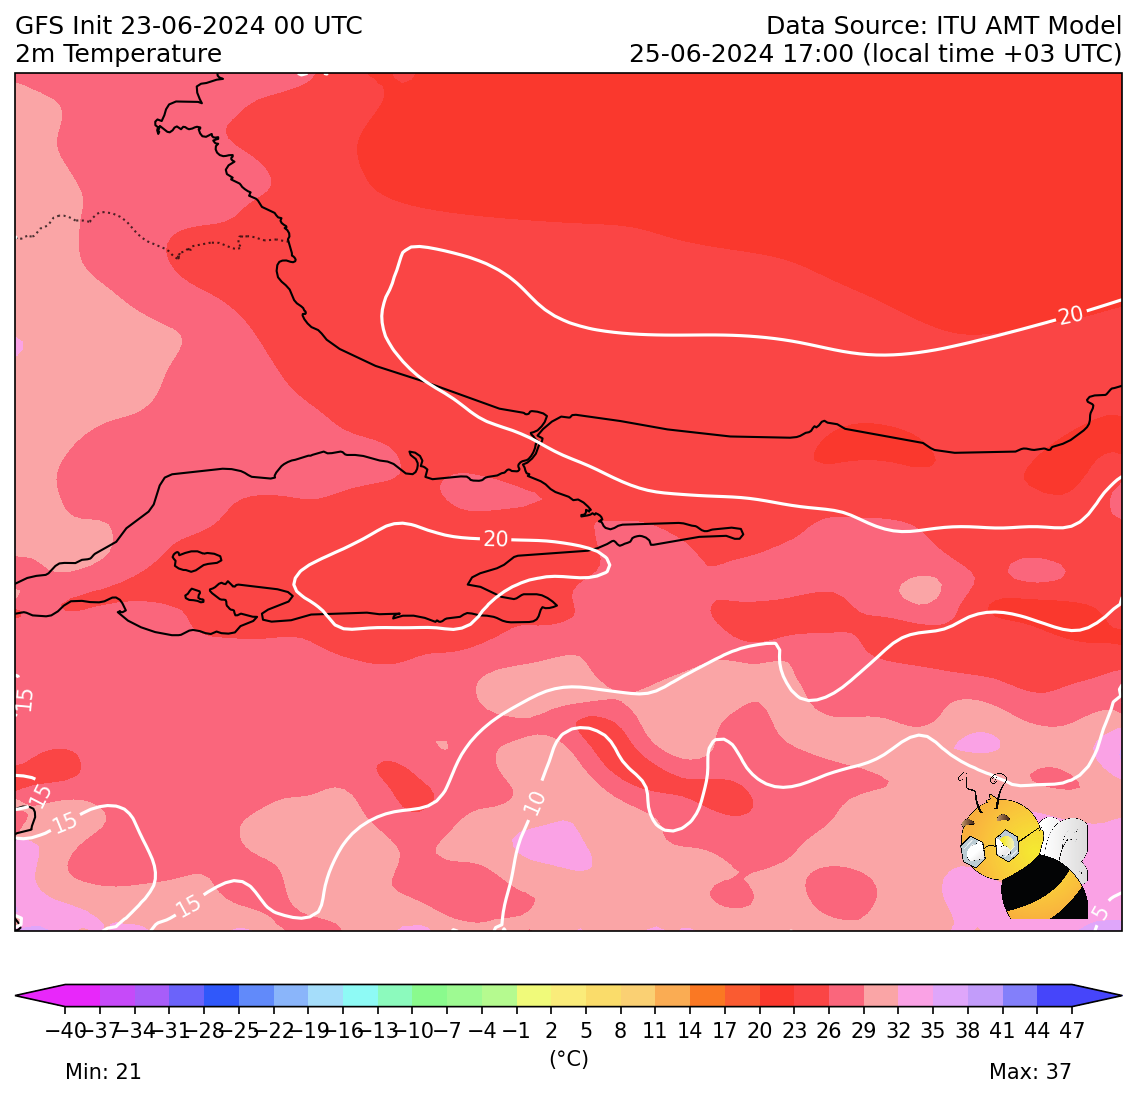 GFS Init 23-06-2024 00 UTC
Data Source: ITU AMT Model
2m Temperature
25-06-2024 17:00 (local time +03 UTC)
20
20
15
15
15
10
15
5
−40 −37 −34 −31 −28 −25 −22 −19 −16 −13 −10 −7 −4 −1 2 5 8 11 14 17 20 23 26 29 32 35 38 41 44 47
(°C)
Min: 21
Max: 37